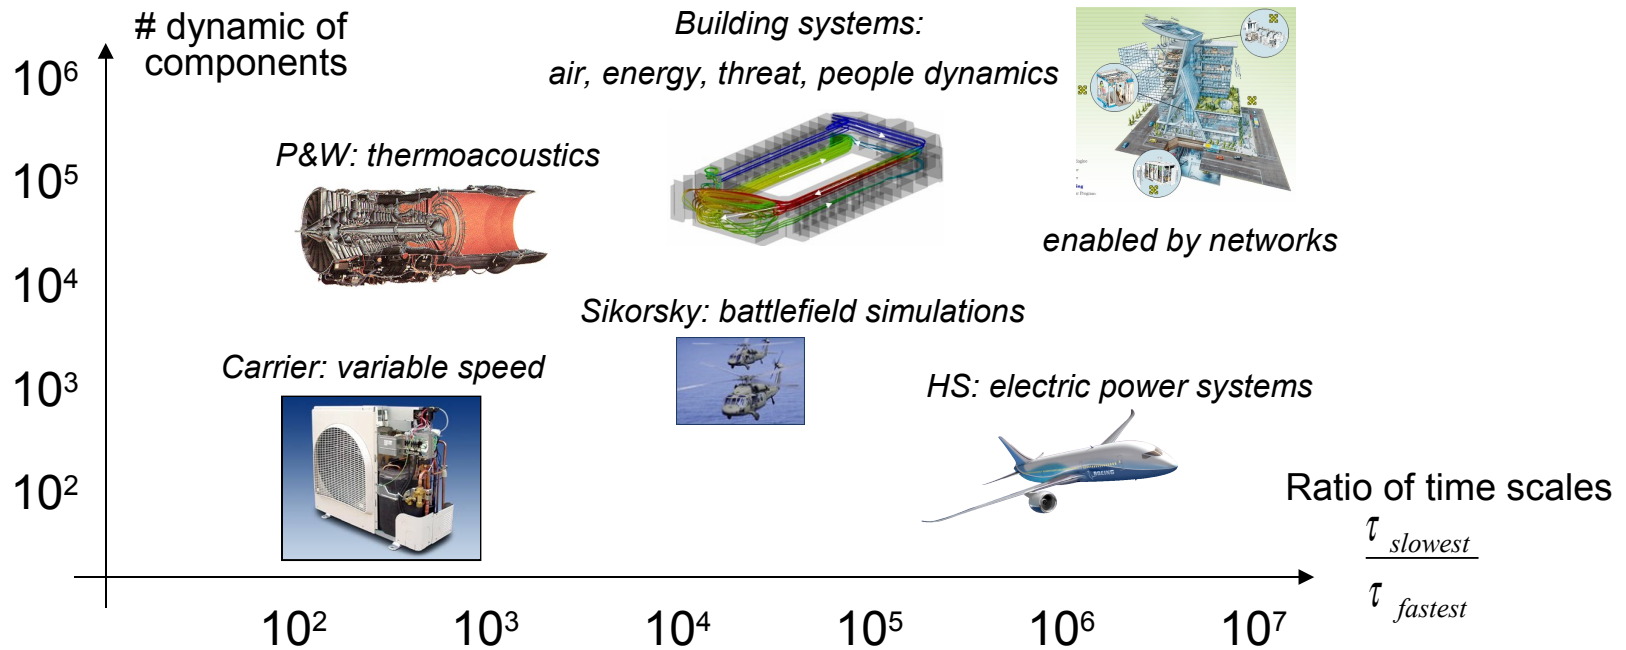 # dynamic of
components
10⁶
10⁵
10⁴
10³
10²
Building systems:
air, energy, threat, people dynamics
P&W: thermoacoustics
enabled by networks
Sikorsky: battlefield simulations
Carrier: variable speed
HS: electric power systems
BOEING
Ratio of time scales
τ slowest
τ fastest
10² 10³ 10⁴ 10⁵ 10⁶ 10⁷